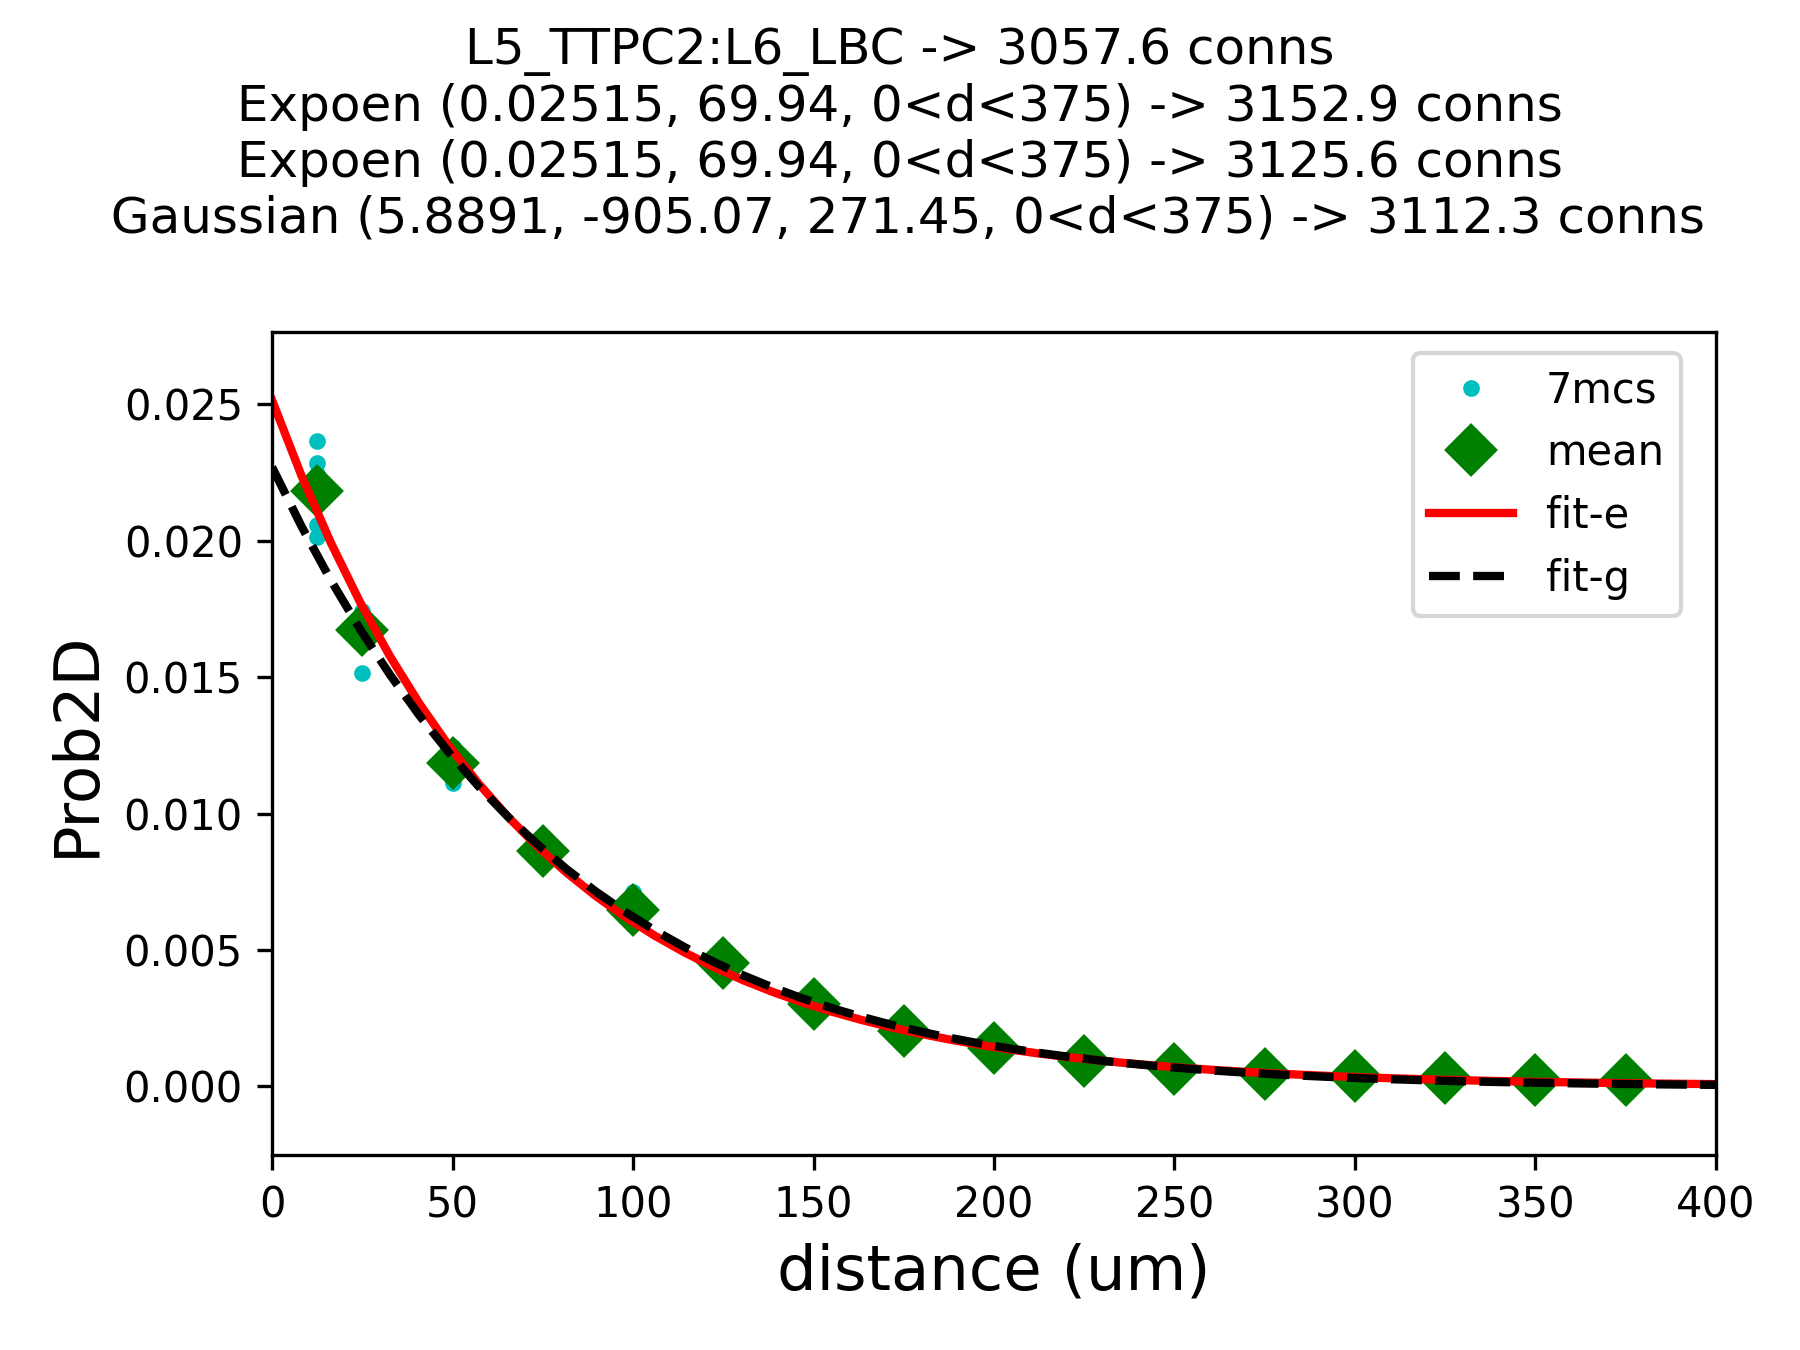 L5_TTPC2:L6_LBC -> 3057.6 conns
Expoen (0.02515, 69.94, 0<d<375) -> 3152.9 conns
Expoen (0.02515, 69.94, 0<d<375) -> 3125.6 conns
Gaussian (5.8891, -905.07, 271.45, 0<d<375) -> 3112.3 conns
7mcs
mean
fit-e
fit-g
Prob2D
0.025
0.020
0.015
0.010
0.005
0.000
0 50 100 150 200 250 300 350 400
distance (um)